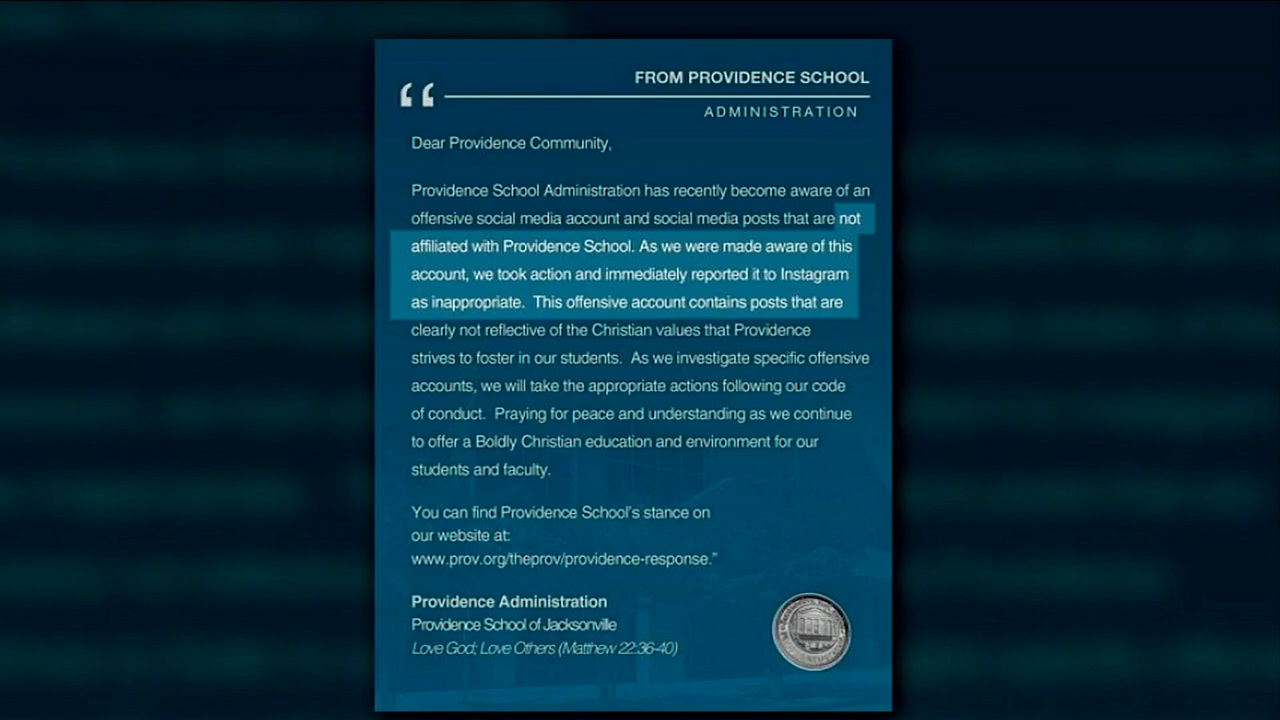 FROM PROVIDENCE SCHOOL
“
ADMINISTRATION
Dear Providence Community,
Providence School Administration has recently become aware of an
offensive social media account and social media posts that are not
affiliated with Providence School. As we were made aware of this
account, we took action and immediately reported it to Instagram
as inappropriate.  This offensive account contains posts that are
clearly not reflective of the Christian values that Providence
strives to foster in our students.  As we investigate specific offensive
accounts, we will take the appropriate actions following our code
of conduct.  Praying for peace and understanding as we continue
to offer a Boldly Christian education and environment for our
students and faculty.
You can find Providence School's stance on
our website at:
www.prov.org/theprov/providence-response.”
Providence Administration
Providence School of Jacksonville
Love God; Love Others (Matthew 22:36-40)